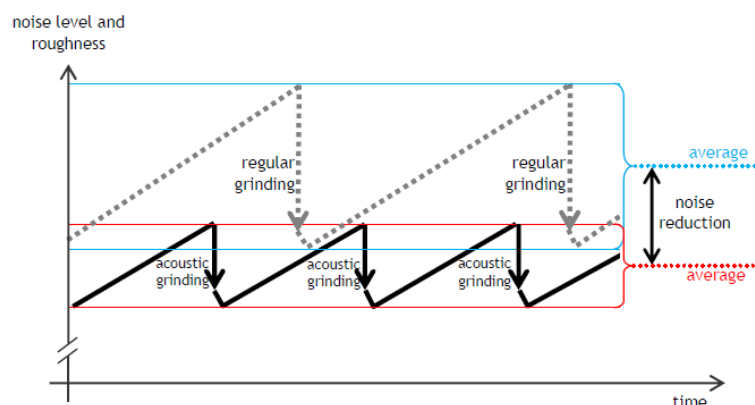 noise level and
roughness
regular
grinding
regular
grinding
average
noise
reduction
acoustic
grinding
acoustic
grinding
acoustic
grinding
average
time